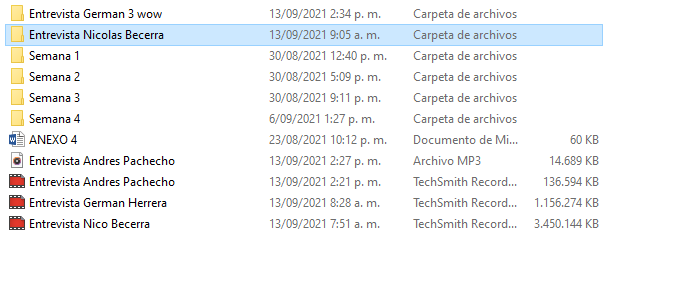 Entrevista German 3 wow 13/09/2021 2:34 p. m. Carpeta de archivos
Entrevista Nicolas Becerra 13/09/2021 9:05 a. m. Carpeta de archivos
Semana 1 30/08/2021 12:40 p. m. Carpeta de archivos
Semana 2 30/08/2021 5:09 p. m. Carpeta de archivos
Semana 3 30/08/2021 9:11 p. m. Carpeta de archivos
Semana 4 6/09/2021 1:27 p. m. Carpeta de archivos
ANEXO 4 23/08/2021 10:12 p. m. Documento de Mi... 60 KB
Entrevista Andres Pachecho 13/09/2021 2:27 p. m. Archivo MP3 14.689 KB
Entrevista Andres Pachecho 13/09/2021 2:21 p. m. TechSmith Record... 136.594 KB
Entrevista German Herrera 13/09/2021 8:28 a. m. TechSmith Record... 1.156.274 KB
Entrevista Nico Becerra 13/09/2021 7:51 a. m. TechSmith Record... 3.450.144 KB